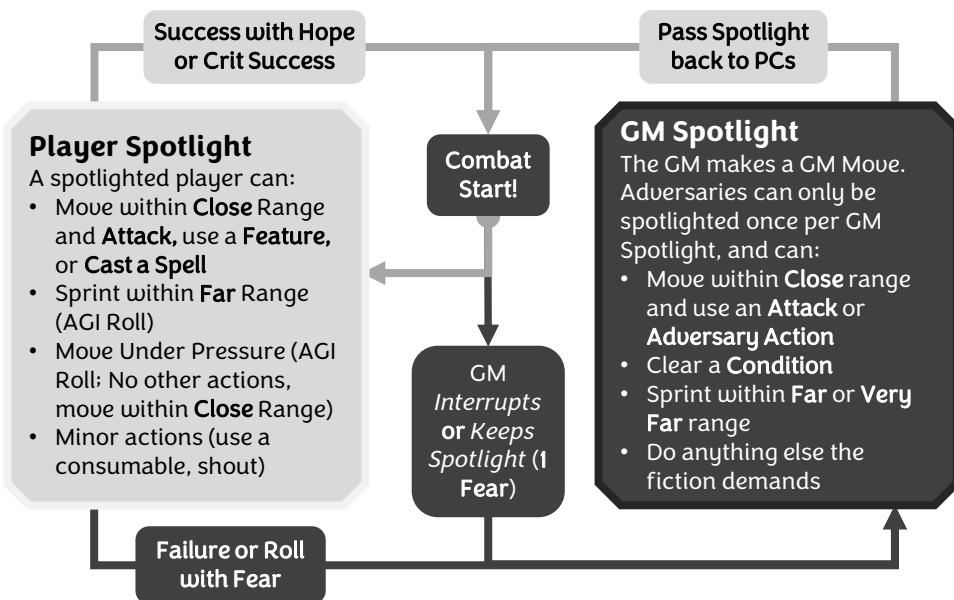 Success with Hope
or Crit Success
Pass Spotlight
back to PCs
Player Spotlight
A spotlighted player can:
• Move within Close Range
and Attack, use a Feature,
or Cast a Spell
• Sprint within Far Range
(AGI Roll)
• Move Under Pressure (AGI
Roll; No other actions,
move within Close Range)
• Minor actions (use a
consumable, shout)
Combat
Start!
GM
Interrupts
or Keeps
Spotlight (1
Fear)
GM Spotlight
The GM makes a GM Move.
Adversaries can only be
spotlighted once per GM
Spotlight, and can:
• Move within Close range
and use an Attack or
Adversary Action
• Clear a Condition
• Sprint within Far or Very
Far range
• Do anything else the
fiction demands
Failure or Roll
with Fear